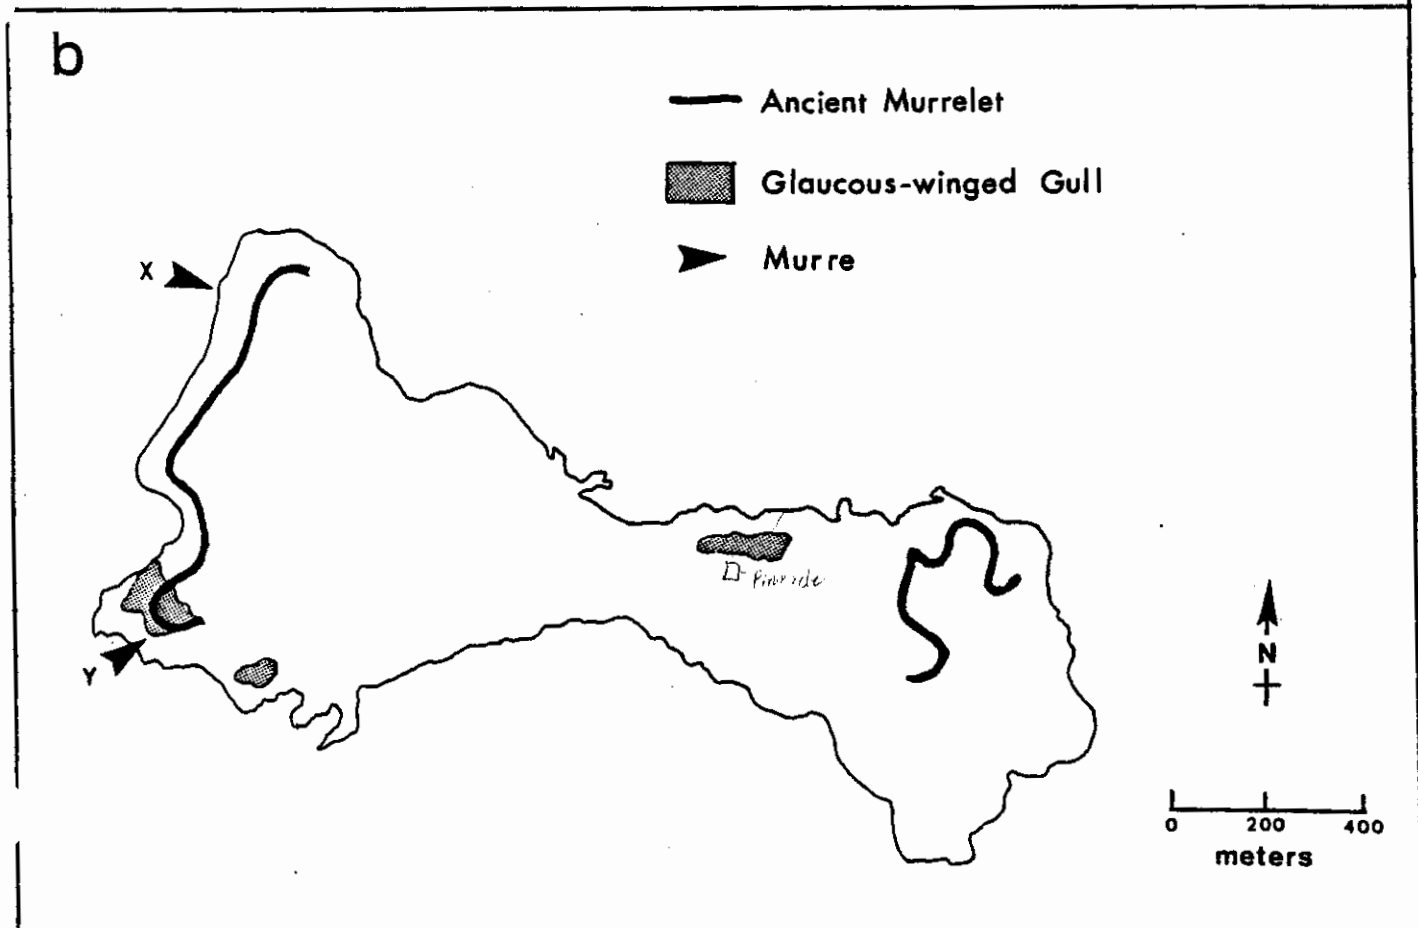 b
Ancient Murrelet
Glaucous-winged Gull
Murre
X
Y
N
0 200 400
meters